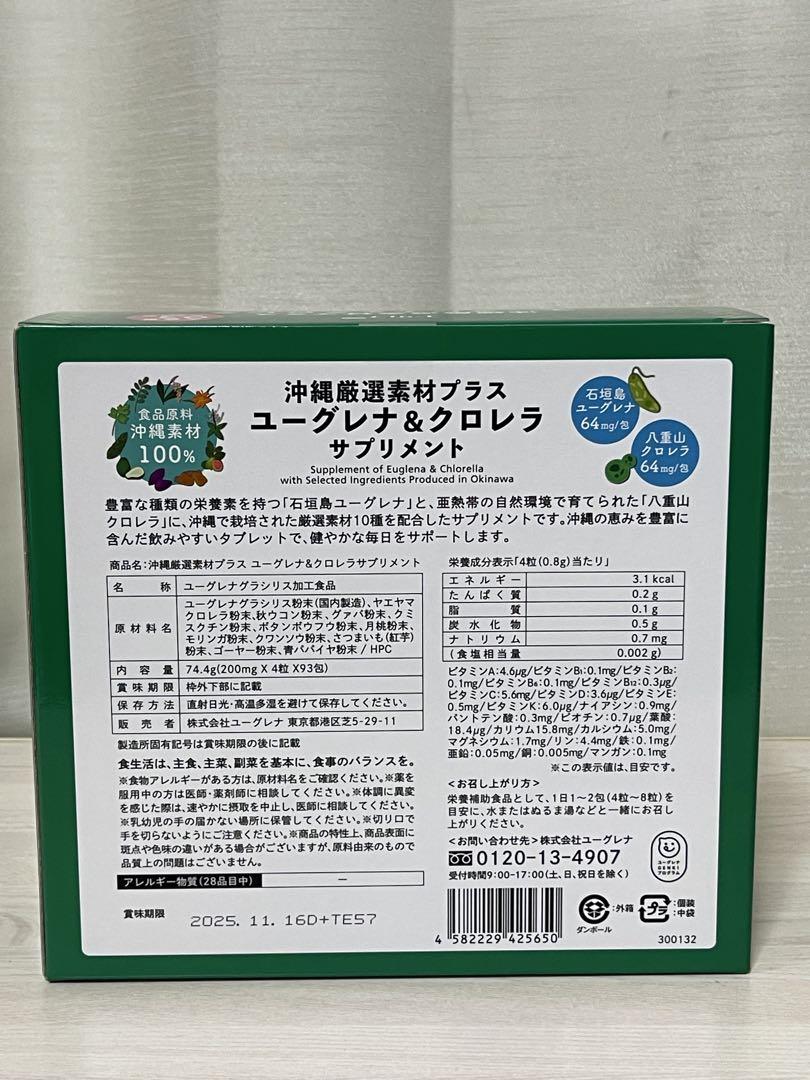 食品原料
沖縄素材
100%
沖縄厳選素材プラス
ユーグレナ&クロレラ
サプリメント
Supplement of Euglena & Chlorella
with Selected Ingredients Produced in Okinawa
石垣島
ユーグレナ
64mg/包
八重山
クロレラ
64mg/包
豊富な種類の栄養素を持つ「石垣島ユーグレナ」と、亜熱帯の自然環境で育てられた「八重山
クロレラ」に、沖縄で栽培された厳選素材10種を配合したサプリメントです。沖縄の恵みを豊富に
含んだ飲みやすいタブレットで、健やかな毎日をサポートします。
商品名:沖縄厳選素材プラス ユーグレナ&クロレラサプリメント
名 称 ユーグレナグラシリス加工食品
原材料名 ユーグレナグラシリス粉末(国内製造)、ヤエヤマ
クロレラ粉末、秋ウコン粉末、グァバ粉末、クミ
スクチン粉末、ボタンボウフウ粉末、月桃粉末、
モリンガ粉末、クワンソウ粉末、さつまいも(紅芋)
粉末、ゴーヤー粉末、青パパイヤ粉末 / HPC
内容量 74.4g(200mg X 4粒 X93包)
賞味期限 枠外下部に記載
保存方法 直射日光・高温多湿を避けて保存してください。
販売者 株式会社ユーグレナ 東京都港区芝5-29-11
製造所固有記号は賞味期限の後に記載
食生活は、主食、主菜、副菜を基本に、食事のバランスを。
※食物アレルギーがある方は、原材料名をご確認ください。※薬を
服用中の方は医師・薬剤師に相談してください。※体調に異変
を感じた際は、速やかに摂取を中止し、医師に相談してください。
※乳幼児の手の届かない場所に保管してください。※切り口で
手を切らないようにご注意ください。※商品の特性上、商品表面に
斑点や色味の違いがある場合がございますが、原料由来のもので
品質上の問題はございません。
アレルギー物質(28品目中) ー
賞味期限 2025. 11. 16D+TE57
栄養成分表示「4粒(0.8g)当たり」
エネルギー 3.1 kcal
たんぱく質 0.2 g
脂質 0.1 g
炭水化物 0.5 g
ナトリウム 0.7 mg
(食塩相当量 0.002 g)
ビタミンA:4.6μg/ビタミンB₁:0.1mg/ビタミンB₂:
0.1mg/ビタミンB₆:0.1mg/ビタミンB₁₂:0.3μg/
ビタミンC:5.6mg/ビタミンD:3.6μg/ビタミンE:
0.5mg/ビタミンK:6.0μg/ナイアシン:0.9mg/
パントテン酸:0.3mg/ビオチン:0.7μg/葉酸:
18.4μg/カリウム15.8mg/カルシウム:5.0mg/
マグネシウム:1.7mg/リン:4.4mg/鉄:0.1mg/
亜鉛:0.05mg/銅:0.005mg/マンガン:0.1mg
※この表示値は、目安です。
<お召し上がり方>
栄養補助食品として、1日1〜2包(4粒〜8粒)を
目安に、水またはぬるま湯などと一緒にお召し
上がりください。
<お問い合わせ先> 株式会社ユーグレナ
0120-13-4907
受付時間9:00-17:00(土、日、祝日を除く)
ユーグレナ
GENKI
プログラム
4 582229 425650
ダンボール
:外箱
プラ
:個装
中袋
300132